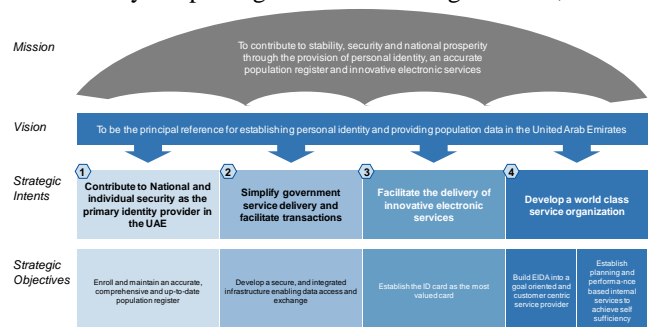 Mission
To contribute to stability, security and national prosperity
through the provision of personal identity, an accurate
population register and innovative electronic services
Vision
To be the principal reference for establishing personal identity and providing population data in the United Arab Emirates
Strategic
Intents
1
Contribute to National and
individual security as the
primary identity provider in
the UAE
2
Simplify government
service delivery and
facilitate transactions
3
Facilitate the delivery of
innovative electronic
services
4
Develop a world class
service organization
Strategic
Objectives
Enroll and maintain an accurate,
comprehensive and up-to-date
population register
Develop a secure, and integrated
infrastructure enabling data access and
exchange
Establish the ID card as the most
valued card
Build EIDA into a
goal oriented and
customer centric
service provider
Establish
planning and
performa-nce
based internal
services to
achieve self
sufficiency